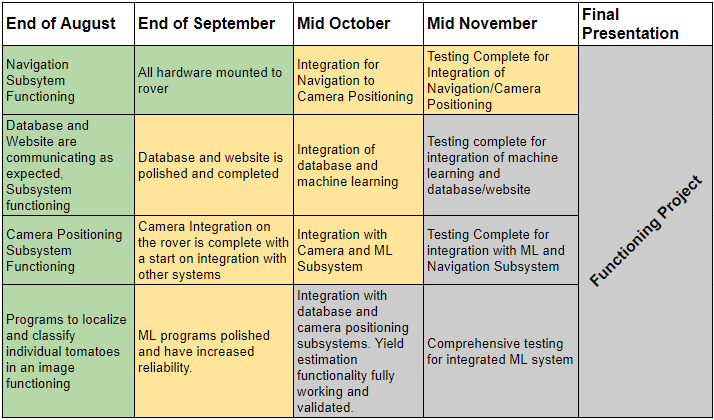 End of August
End of September
Mid October
Mid November
Final
Presentation
Navigation
Subsytem
Functioning
All hardware mounted to
rover
Integration for
Navigation to
Camera Positioning
Testing Complete for
Integration of
Navigation/Camera
Positioning
Database and
Website are
communicating as
expected,
Subsystem
functioning
Database and website is
polished and completed
Integration of
database and
machine learning
Testing complete for
integration of machine
learning and
database/website
Camera Positioning
Subsystem
Functioning
Camera Integration on
the rover is complete with
a start on integration with
other systems
Integration with
Camera and ML
Subsystem
Testing Complete for
integration with ML and
Navigation Subsystem
Programs to localize
and classify
individual tomatoes
in an image
functioning
ML programs polished
and have increased
reliability.
Integration with
database and
camera positioning
subsystems. Yield
estimation
functionality fully
working and
validated.
Comprehensive testing
for integrated ML system
Functioning Project